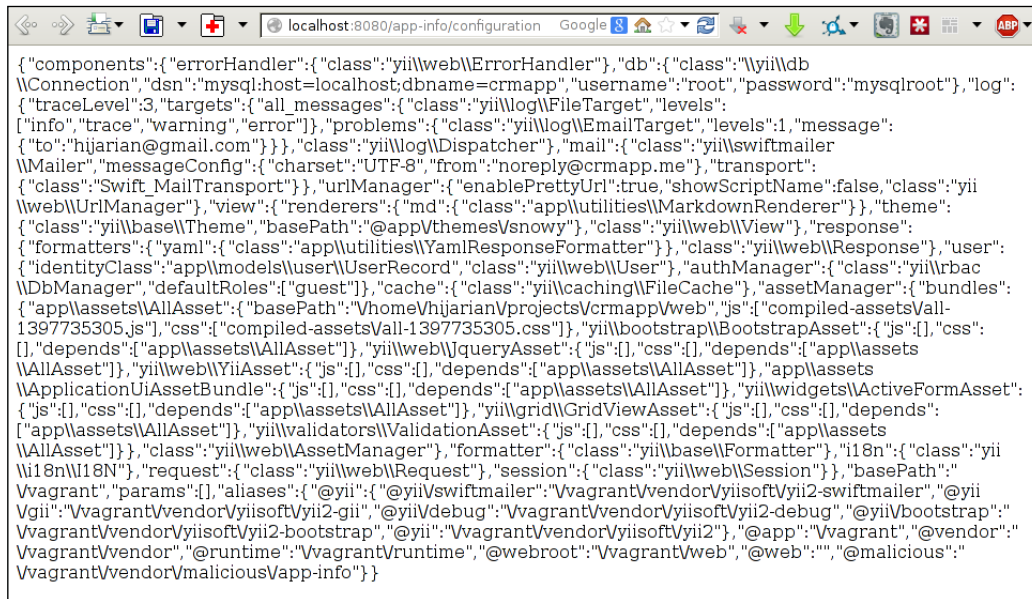 localhost:8080/app-info/configuration Google 8 ABP
{"components":{"errorHandler":{"class":"yii\\web\\ErrorHandler"},"db":{"class":"\\yii\\db
\\Connection","dsn":"mysql:host=localhost;dbname=crmapp","username":"root","password":"mysqlroot"},"log":
{"traceLevel":3,"targets":{"all_messages":{"class":"yii\\log\\FileTarget","levels":
["info","trace","warning","error"]},"problems":{"class":"yii\\log\\EmailTarget","levels":1,"message":
{"to":"hijarian@gmail.com"}}},"class":"yii\\log\\Dispatcher"},"mail":{"class":"yii\\swiftmailer
\\Mailer","messageConfig":{"charset":"UTF-8","from":"noreply@crmapp.me"},"transport":
{"class":"Swift_MailTransport"}},"urlManager":{"enablePrettyUrl":true,"showScriptName":false,"class":"yii
\\web\\UrlManager"},"view":{"renderers":{"md":{"class":"app\\utilities\\MarkdownRenderer"}},"theme":
{"class":"yii\\base\\Theme","basePath":"@app\/themes\/snowy"},"class":"yii\\web\\View"},"response":
{"formatters":{"yaml":{"class":"app\\utilities\\YamlResponseFormatter"}},"class":"yii\\web\\Response"},"user":
{"identityClass":"app\\models\\user\\UserRecord","class":"yii\\web\\User"},"authManager":{"class":"yii\\rbac
\\DbManager","defaultRoles":["guest"]},"cache":{"class":"yii\\caching\\FileCache"},"assetManager":{"bundles":
{"app\\assets\\AllAsset":{"basePath":"\/home\/hijarian\/projects\/crmapp\/web","js":["compiled-assets\/all-
1397735305.js"],"css":["compiled-assets\/all-1397735305.css"]},"yii\\bootstrap\\BootstrapAsset":{"js":[],"css":
[],"depends":["app\\assets\\AllAsset"]},"yii\\web\\JqueryAsset":{"js":[],"css":[],"depends":["app\\assets
\\AllAsset"]},"yii\\web\\YiiAsset":{"js":[],"css":[],"depends":["app\\assets\\AllAsset"]},"app\\assets
\\ApplicationUiAssetBundle":{"js":[],"css":[],"depends":["app\\assets\\AllAsset"]},"yii\\widgets\\ActiveFormAsset":
{"js":[],"css":[],"depends":["app\\assets\\AllAsset"]},"yii\\grid\\GridViewAsset":{"js":[],"css":[],"depends":
["app\\assets\\AllAsset"]},"yii\\validators\\ValidationAsset":{"js":[],"css":[],"depends":["app\\assets
\\AllAsset"]}},"class":"yii\\web\\AssetManager"},"formatter":{"class":"yii\\base\\Formatter"},"i18n":{"class":"yii
\\i18n\\I18N"},"request":{"class":"yii\\web\\Request"},"session":{"class":"yii\\web\\Session"}},"basePath":"
\/vagrant","params":[],"aliases":{"@yii":{"@yii\/swiftmailer":"\/vagrant\/vendor\/yiisoft\/yii2-swiftmailer","@yii
\/gii":"\/vagrant\/vendor\/yiisoft\/yii2-gii","@yii\/debug":"\/vagrant\/vendor\/yiisoft\/yii2-debug","@yii\/bootstrap":"
\/vagrant\/vendor\/yiisoft\/yii2-bootstrap","@yii":"\/vagrant\/vendor\/yiisoft\/yii2"},"@app":"\/vagrant","@vendor":"
\/vagrant\/vendor","@runtime":"\/vagrant\/runtime","@webroot":"\/vagrant\/web","@web":"","@malicious":"
\/vagrant\/vendor\/malicious\/app-info"}}